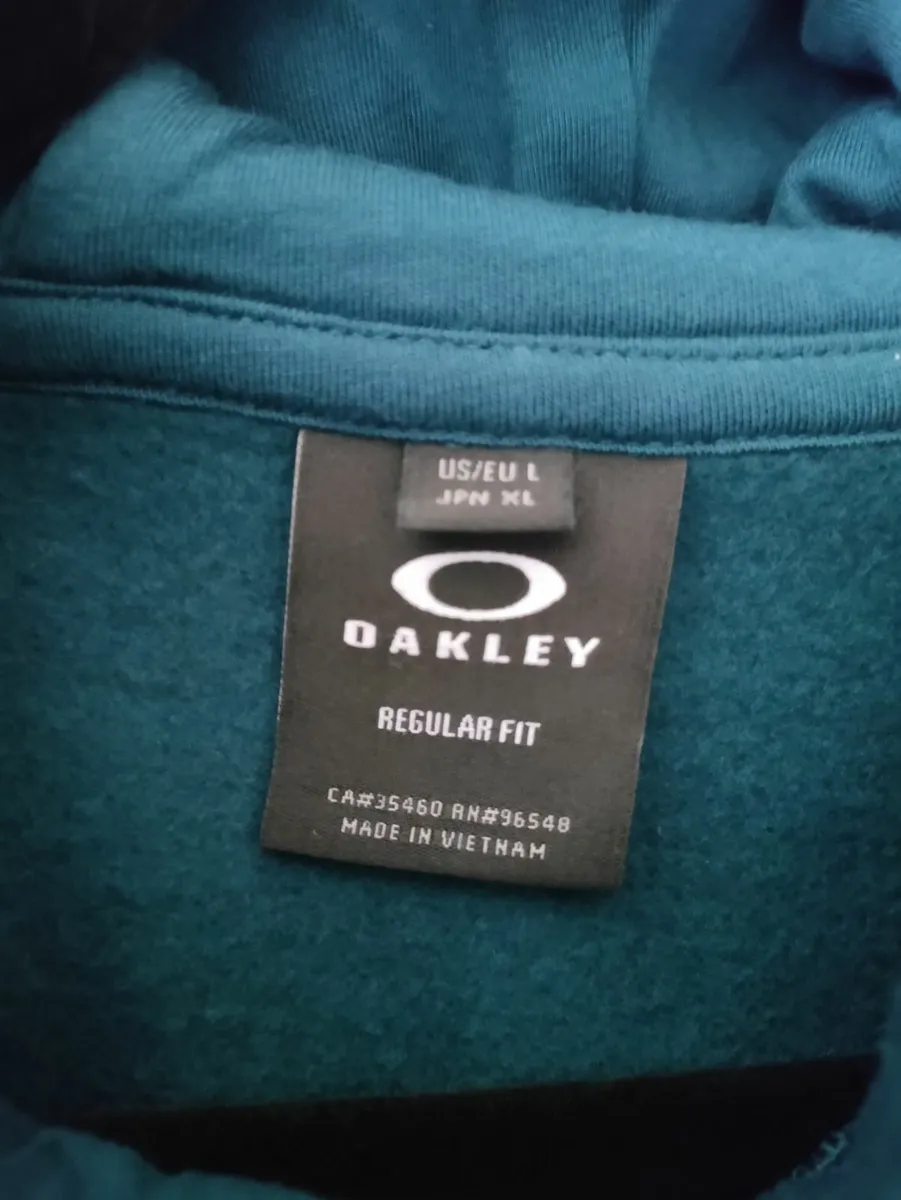 US/EU L
JPN XL
OAKLEY
REGULAR FIT
CA#35460 RN#96548
MADE IN VIETNAM